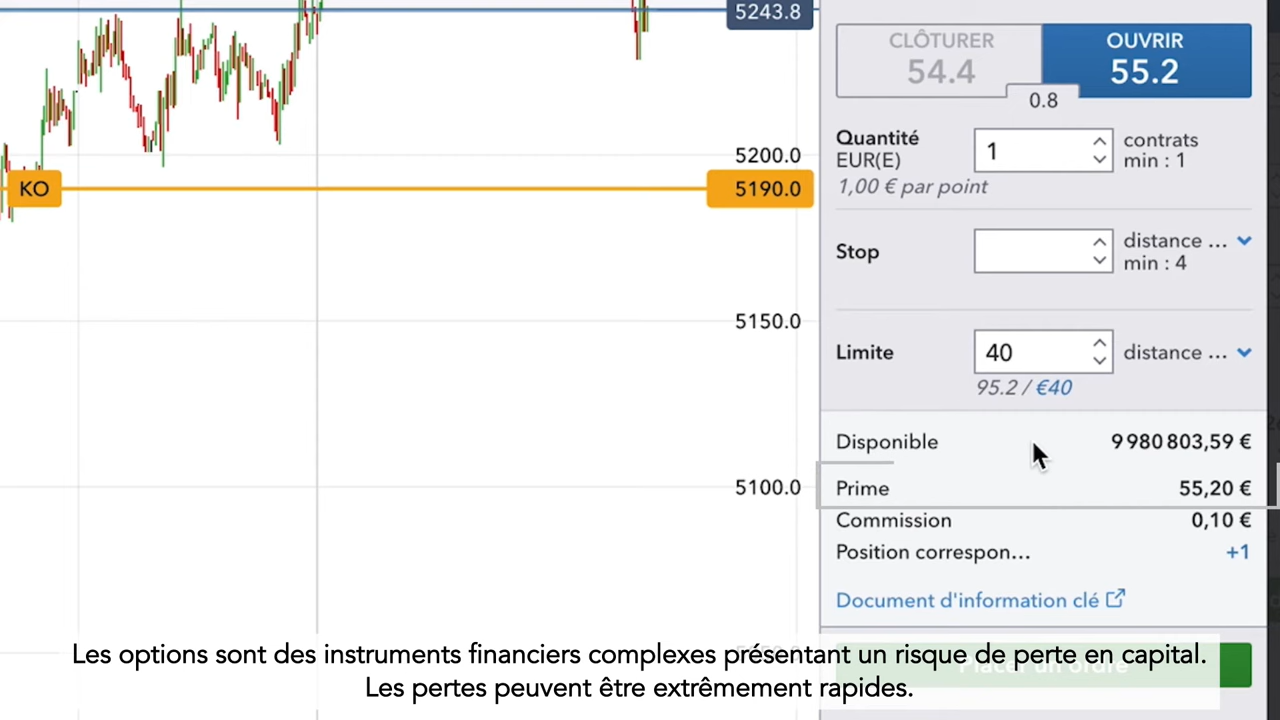 5243.8
KO
5200.0
5190.0
5150.0
5100.0
CLÔTURER
54.4
OUVRIR
55.2
0.8
Quantité
EUR(E)
1
contrats
min : 1
1,00 € par point
Stop
distance ...
min : 4
Limite
40
distance ...
95.2 / €40
Disponible 9 980 803,59 €
Prime 55,20 €
Commission 0,10 €
Position correspon... +1
Document d'information clé
Placer un ordre
Les options sont des instruments financiers complexes présentant un risque de perte en capital.
Les pertes peuvent être extrêmement rapides.